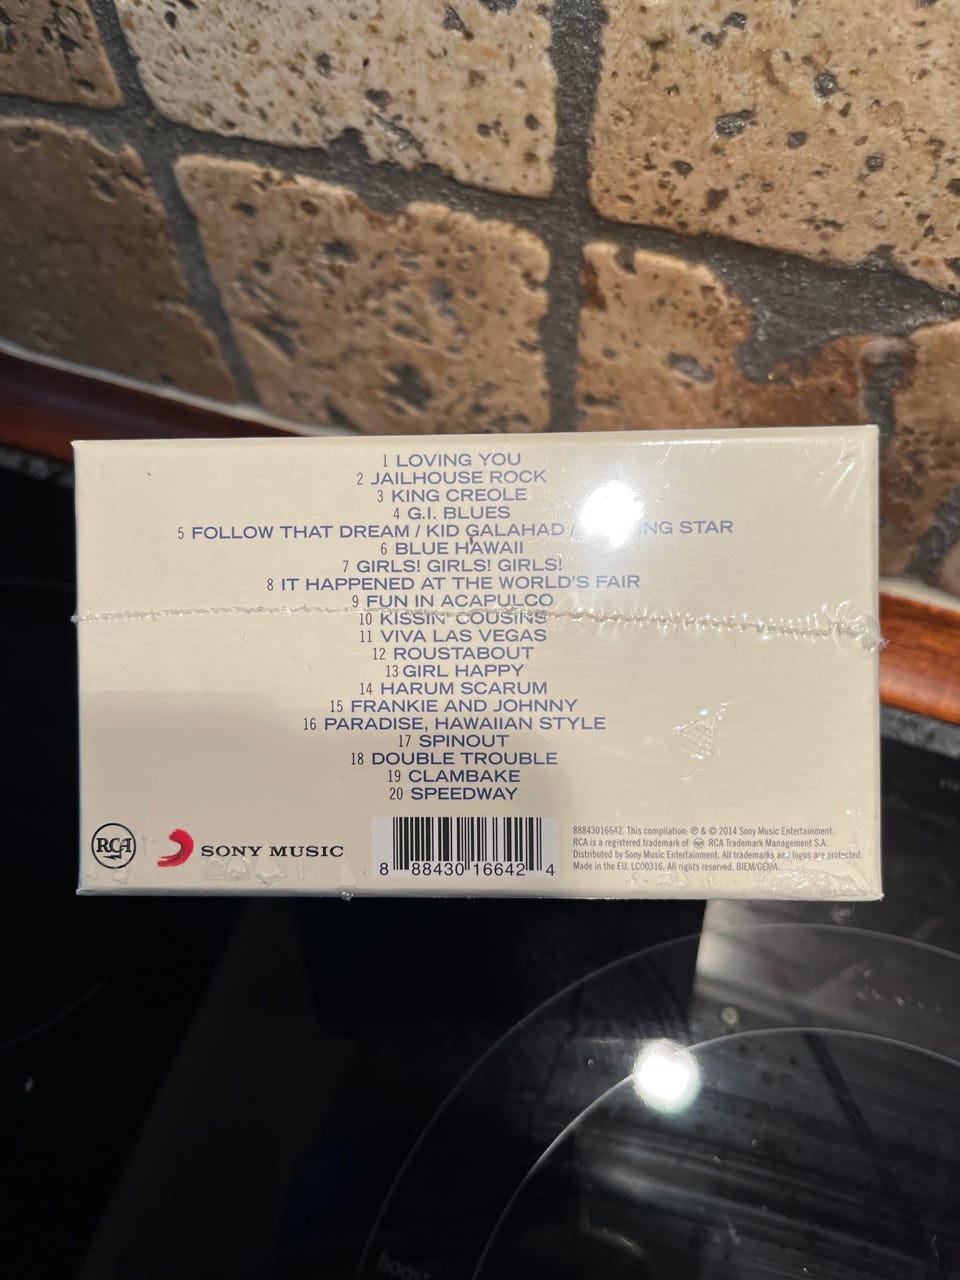 1 LOVING YOU
2 JAILHOUSE ROCK
3 KING CREOLE
4 G.I. BLUES
5 FOLLOW THAT DREAM / KID GALAHAD / STAR
6 BLUE HAWAII
7 GIRLS! GIRLS! GIRLS!
8 IT HAPPENED AT THE WORLD'S FAIR
9 FUN IN ACAPULCO
10 KISSIN' COUSINS
11 VIVA LAS VEGAS
12 ROUSTABOUT
13 GIRL HAPPY
14 HARUM SCARUM
15 FRANKIE AND JOHNNY
16 PARADISE, HAWAIIAN STYLE
17 SPINOUT
18 DOUBLE TROUBLE
19 CLAMBAKE
20 SPEEDWAY
RCA
SONY MUSIC
8 88430 16642 4
88843016642. This compilation: ℗ & © 2014 Sony Music Entertainment.
RCA is a registered trademark of RCA RCA Trademark Management S.A.
Distributed by Sony Music Entertainment. All trademarks and logos are protected.
Made in the EU. LC00316. All rights reserved. BIEM/GEMA.